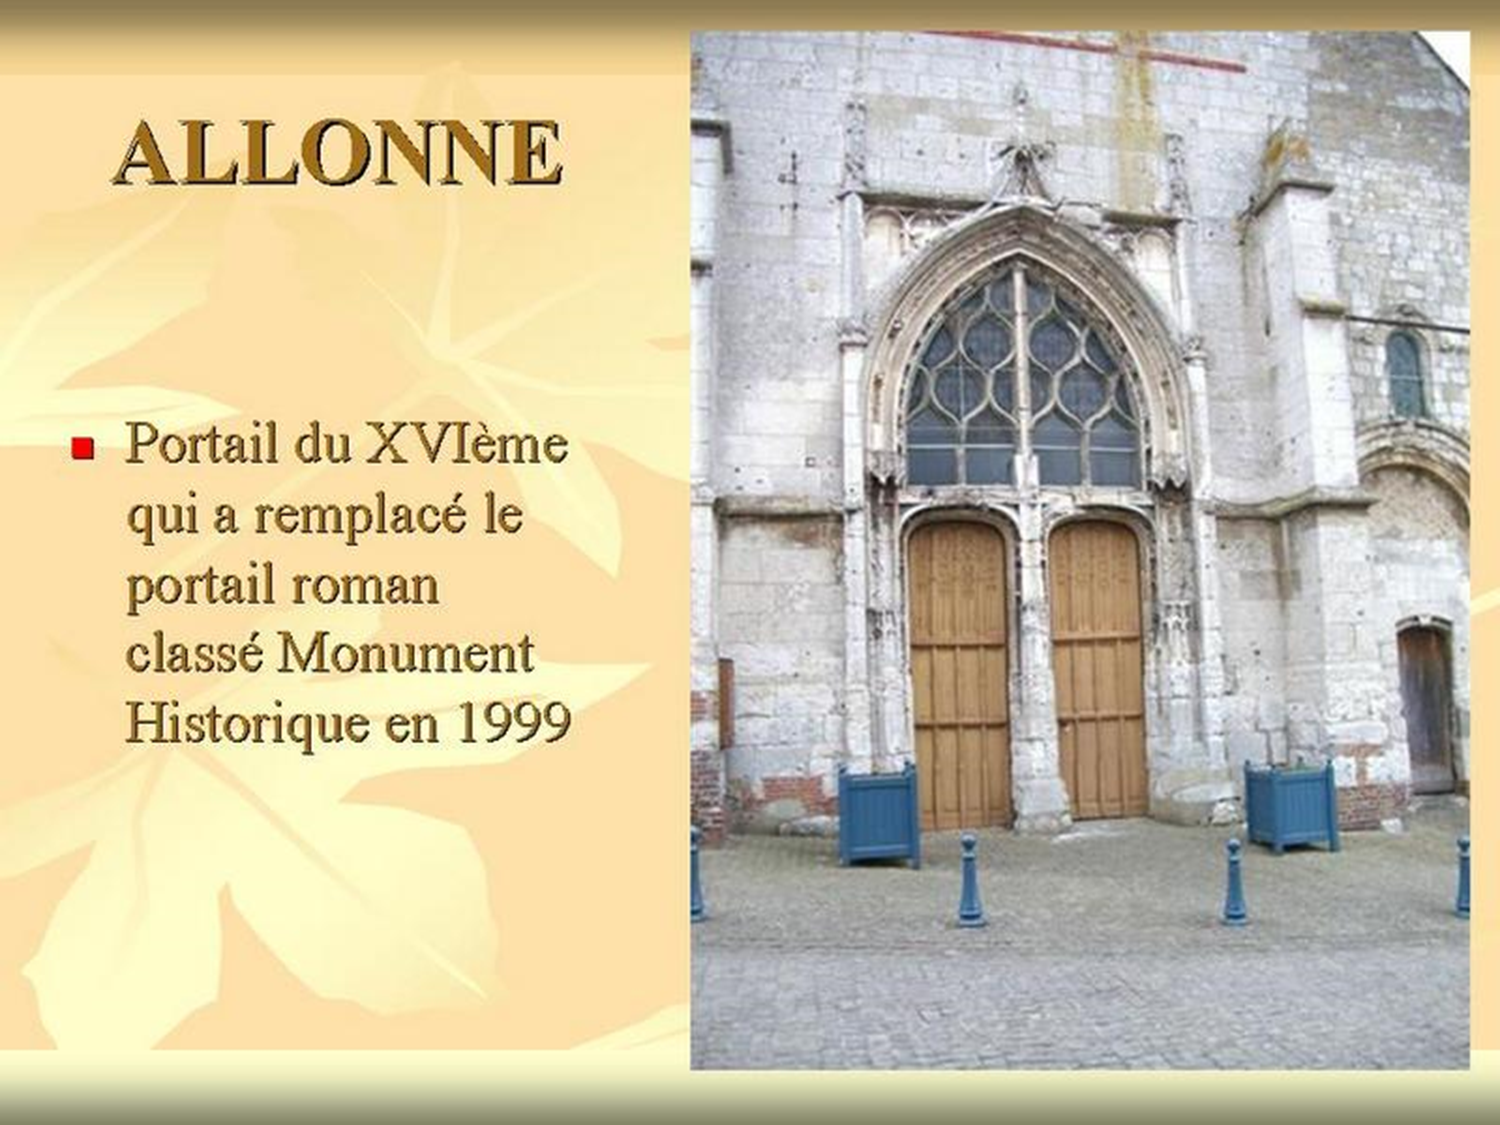 ALLONNE
Portail du XVIème
qui a remplacé le
portail roman
classé Monument
Historique en 1999